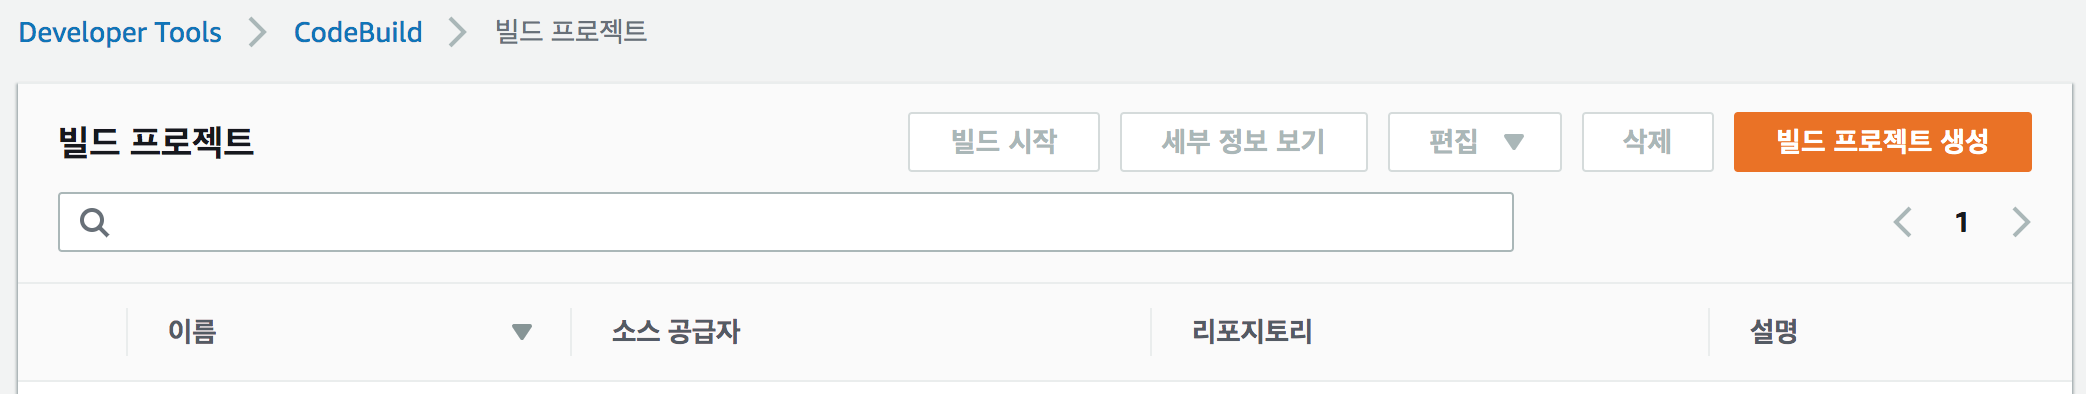 Developer Tools > CodeBuild > 빌드 프로젝트
빌드 프로젝트 빌드 시작 세부 정보 보기 편집 삭제 빌드 프로젝트 생성
1
이름 소스 공급자 리포지토리 설명